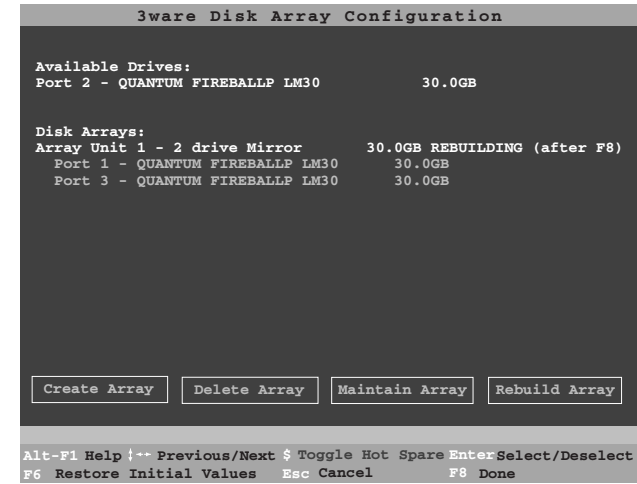 3ware Disk Array Configuration
Available Drives:
Port 2 - QUANTUM FIREBALLP LM30 30.0GB
Disk Arrays:
Array Unit 1 - 2 drive Mirror 30.0GB REBUILDING (after F8)
Port 1 - QUANTUM FIREBALLP LM30 30.0GB
Port 3 - QUANTUM FIREBALLP LM30 30.0GB
Create Array Delete Array Maintain Array Rebuild Array
Alt-F1 Help ↕↔ Previous/Next $ Toggle Hot Spare Enter Select/Deselect
F6 Restore Initial Values Esc Cancel F8 Done